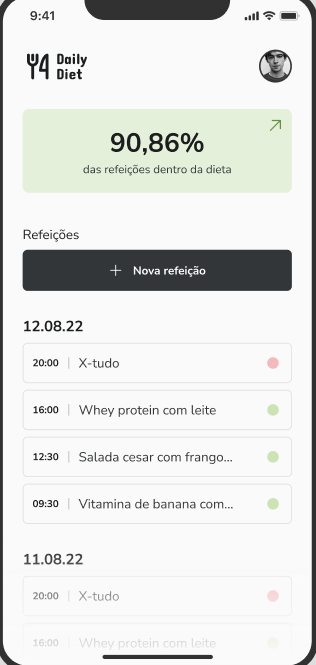 9:41
Daily
Diet
90,86%
das refeições dentro da dieta
Refeições
+ Nova refeição
12.08.22
20:00 | X-tudo
16:00 | Whey protein com leite
12:30 | Salada cesar com frango...
09:30 | Vitamina de banana com...
11.08.22
20:00 | X-tudo
16:00 | Whey protein com leite